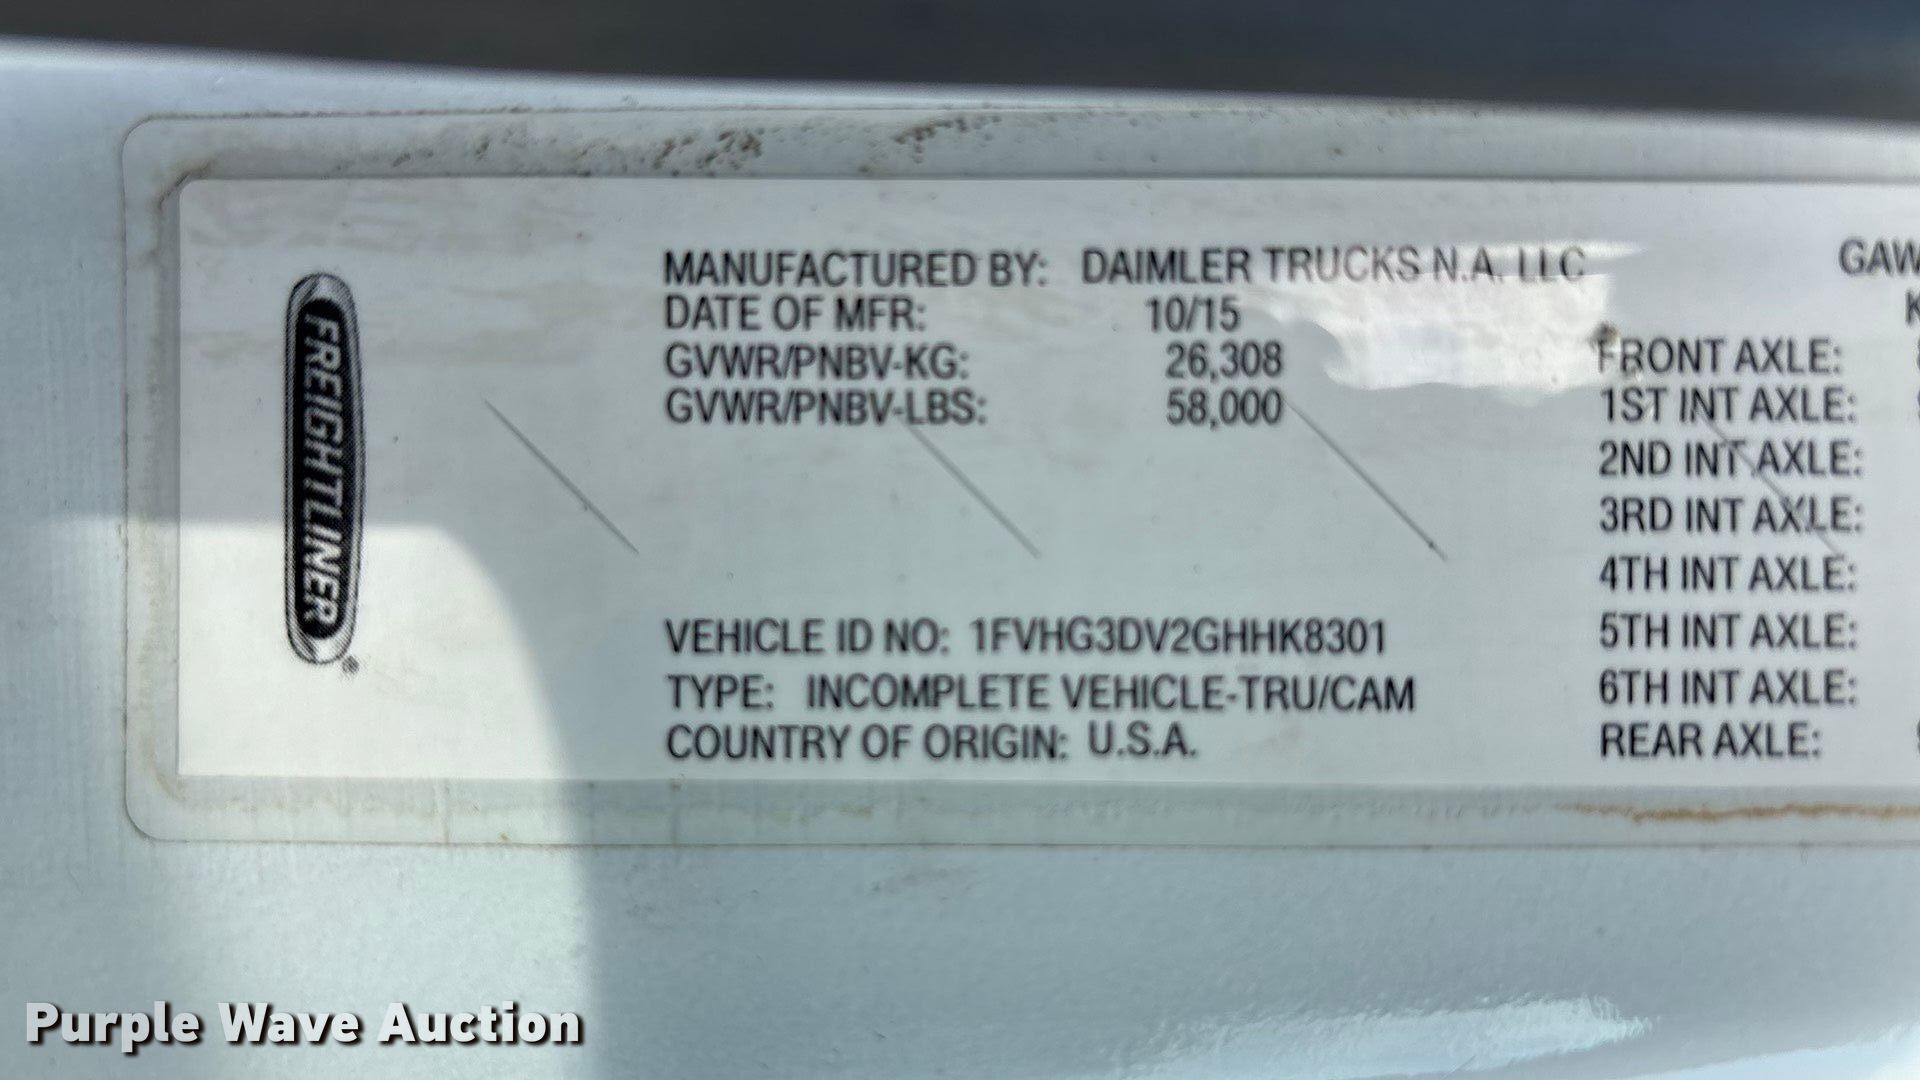 FREIGHTLINER®
MANUFACTURED BY: DAIMLER TRUCKS N.A. LLC
DATE OF MFR: 10/15
GVWR/PNBV-KG: 26,308
GVWR/PNBV-LBS: 58,000
VEHICLE ID NO: 1FVHG3DV2GHHK8301
TYPE: INCOMPLETE VEHICLE-TRU/CAM
COUNTRY OF ORIGIN: U.S.A.
GAW
K
FRONT AXLE:
1ST INT AXLE:
2ND INT AXLE:
3RD INT AXLE:
4TH INT AXLE:
5TH INT AXLE:
6TH INT AXLE:
REAR AXLE:
Purple Wave Auction